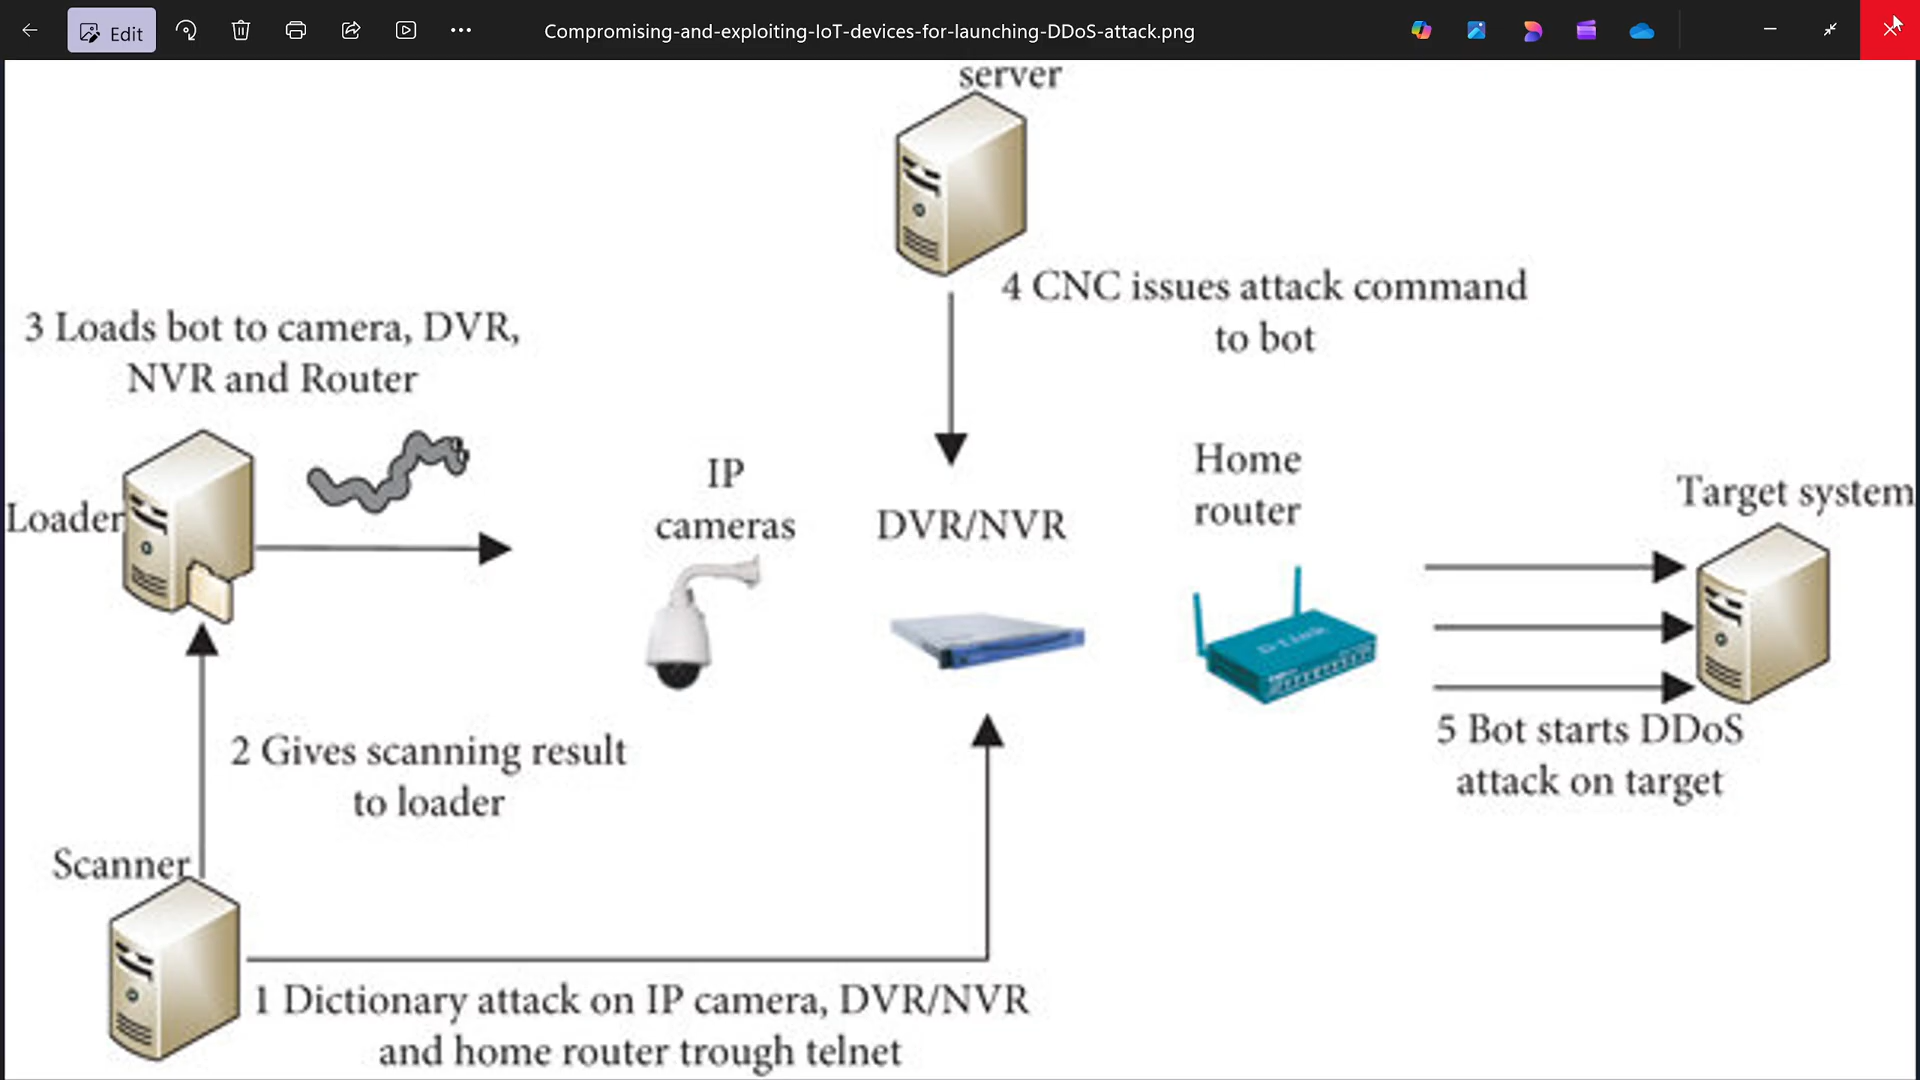 Edit
Compromising-and-exploiting-IoT-devices-for-launching-DDoS-attack.png
server
4 CNC issues attack command
to bot
3 Loads bot to camera, DVR,
NVR and Router
Loader
IP
cameras
DVR/NVR
Home
router
D-Link
Target system
5 Bot starts DDoS
attack on target
2 Gives scanning result
to loader
Scanner
1 Dictionary attack on IP camera, DVR/NVR
and home router trough telnet